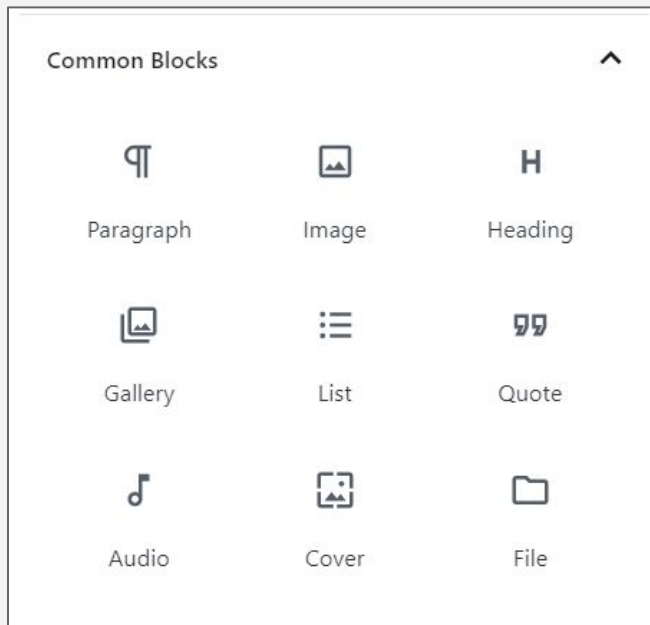 Common Blocks
Paragraph Image Heading
Gallery List Quote
Audio Cover File